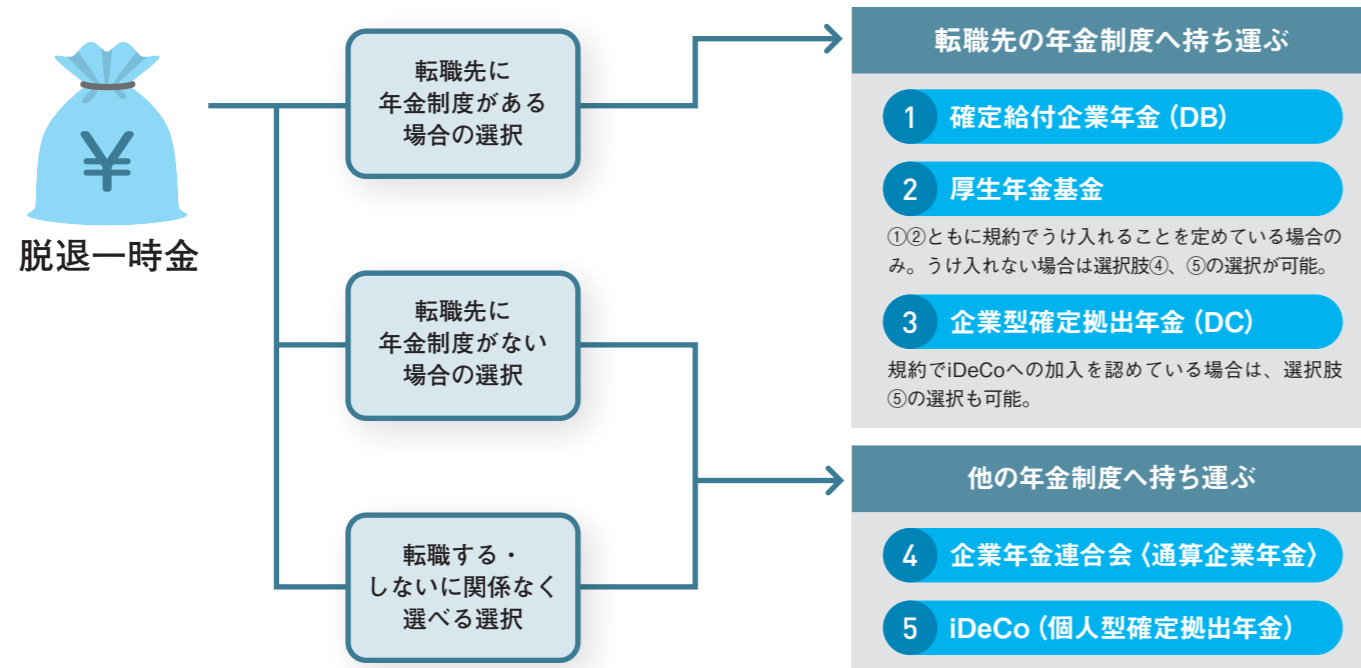 ¥
脱退一時金
転職先に
年金制度がある
場合の選択
転職先に
年金制度がない
場合の選択
転職する・
しないに関係なく
選べる選択
転職先の年金制度へ持ち運ぶ
1 確定給付企業年金（DB）
2 厚生年金基金
①②ともに規約でうけ入れることを定めている場合の
み。うけ入れない場合は選択肢④、⑤の選択が可能。
3 企業型確定拠出年金（DC）
規約でiDeCoへの加入を認めている場合は、選択肢
⑤の選択も可能。
他の年金制度へ持ち運ぶ
4 企業年金連合会〈通算企業年金〉
5 iDeCo（個人型確定拠出年金）